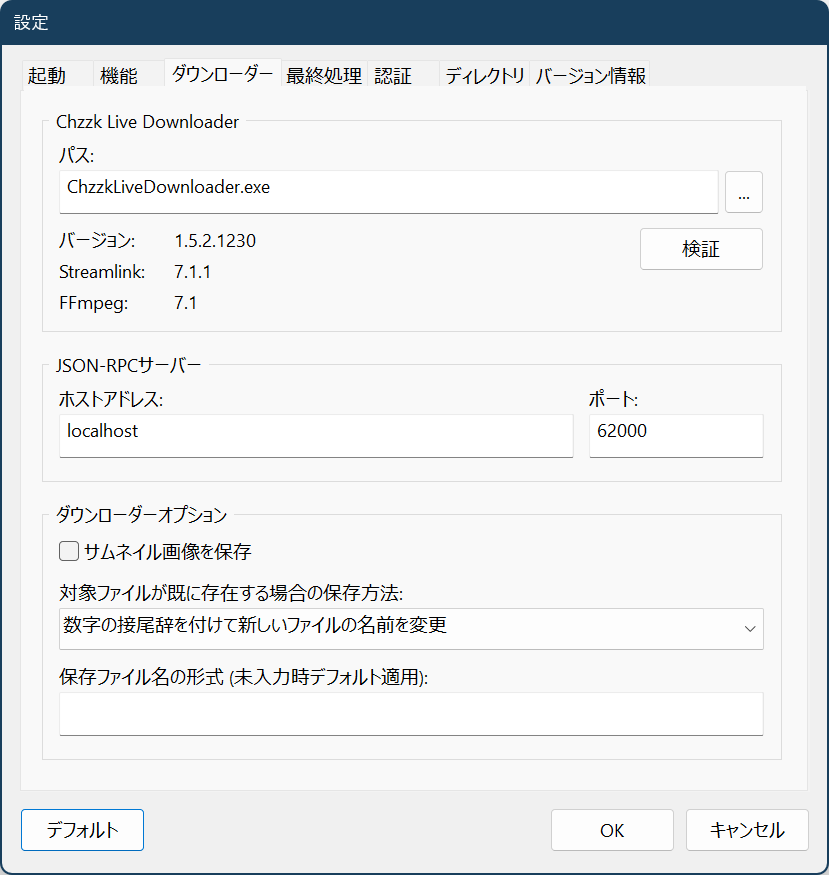 設定
起動 機能 ダウンローダー 最終処理 認証 ディレクトリ バージョン情報
Chzzk Live Downloader
パス:
ChzzkLiveDownloader.exe ...
バージョン: 1.5.2.1230 検証
Streamlink: 7.1.1
FFmpeg: 7.1
JSON-RPCサーバー
ホストアドレス: ポート:
localhost 62000
ダウンローダーオプション
サムネイル画像を保存
対象ファイルが既に存在する場合の保存方法:
数字の接尾辞を付けて新しいファイルの名前を変更
保存ファイル名の形式 (未入力時デフォルト適用):
デフォルト OK キャンセル